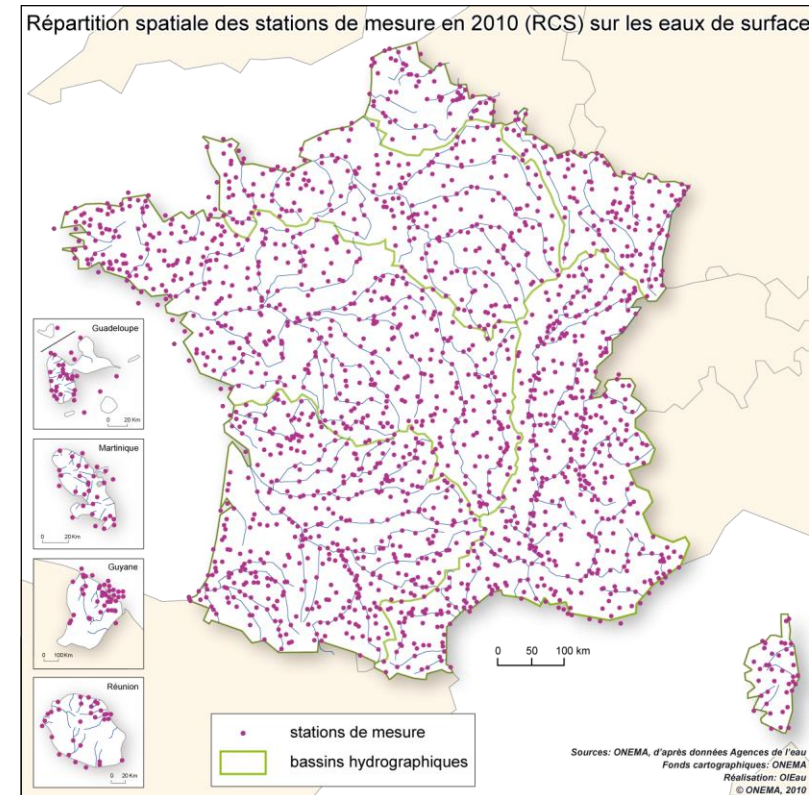 Répartition spatiale des stations de mesure en 2010 (RCS) sur les eaux de surface
Guadeloupe
0 20 Km
Martinique
0 20 Km
Guyane
0 100 Km
Réunion
0 20 Km
0 50 100 km
stations de mesure
bassins hydrographiques
Sources: ONEMA, d'après données Agences de l'eau
Fonds cartographiques: ONEMA
Réalisation: OIEau
© ONEMA, 2010